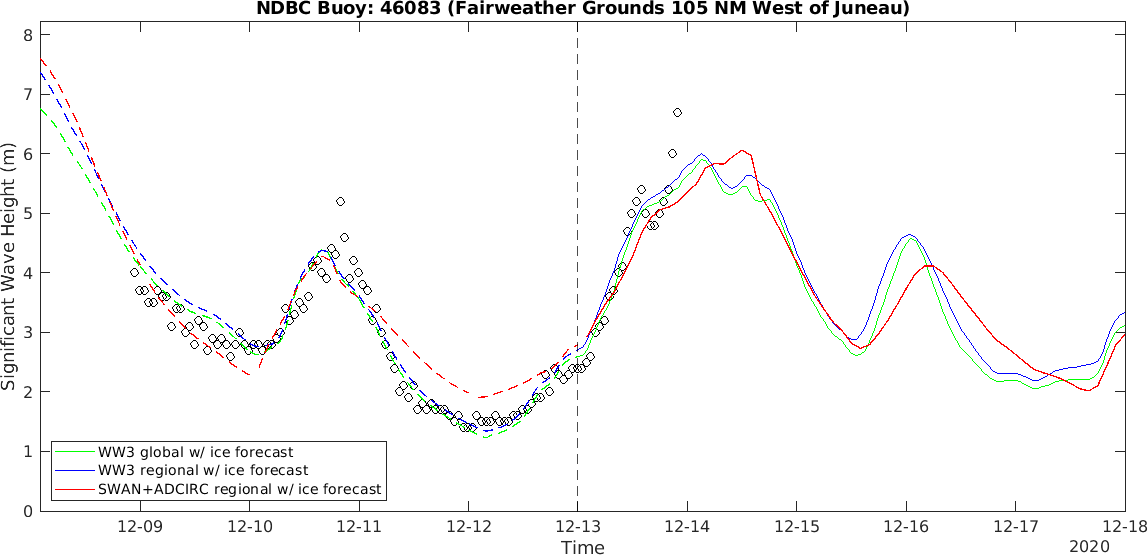 NDBC Buoy: 46083 (Fairweather Grounds 105 NM West of Juneau)
8
7
6
5
4
3
2
1
0
Significant Wave Height (m)
WW3 global w/ ice forecast
WW3 regional w/ ice forecast
SWAN+ADCIRC regional w/ ice forecast
12-09 12-10 12-11 12-12 12-13 12-14 12-15 12-16 12-17 12-18
Time
2020